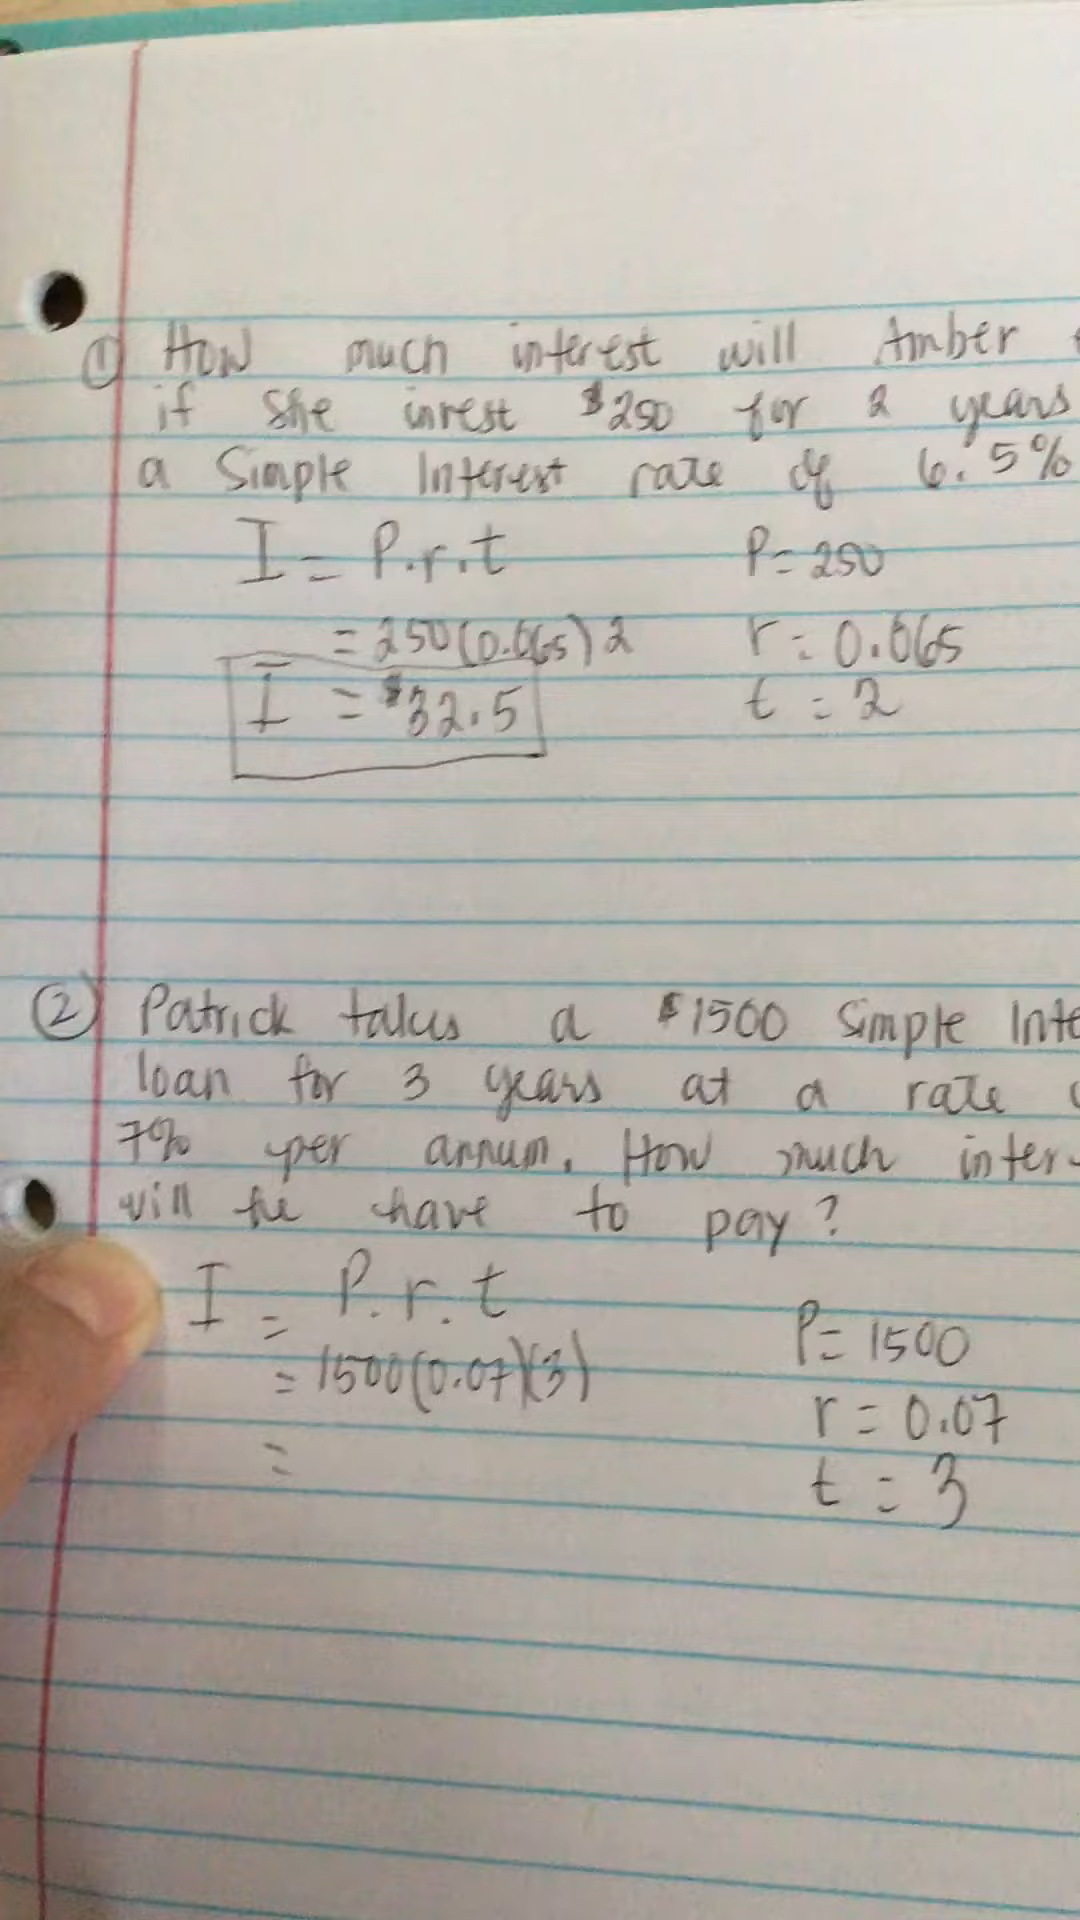 ① How much interest will Amber
if she invest $250 for 2 years
a Simple Interest rate of 6.5%
I = P.r.t P= 250
= 250(0.065)2 r = 0.065
I = $32.5 t = 2
② Patrick takes a $1500 Simple Inte
loan for 3 years at a rate
7% per annum. How much inter
will he have to pay?
I = P.r.t
P= 1500
= 1500(0.07)(3)
r = 0.07
=
t = 3